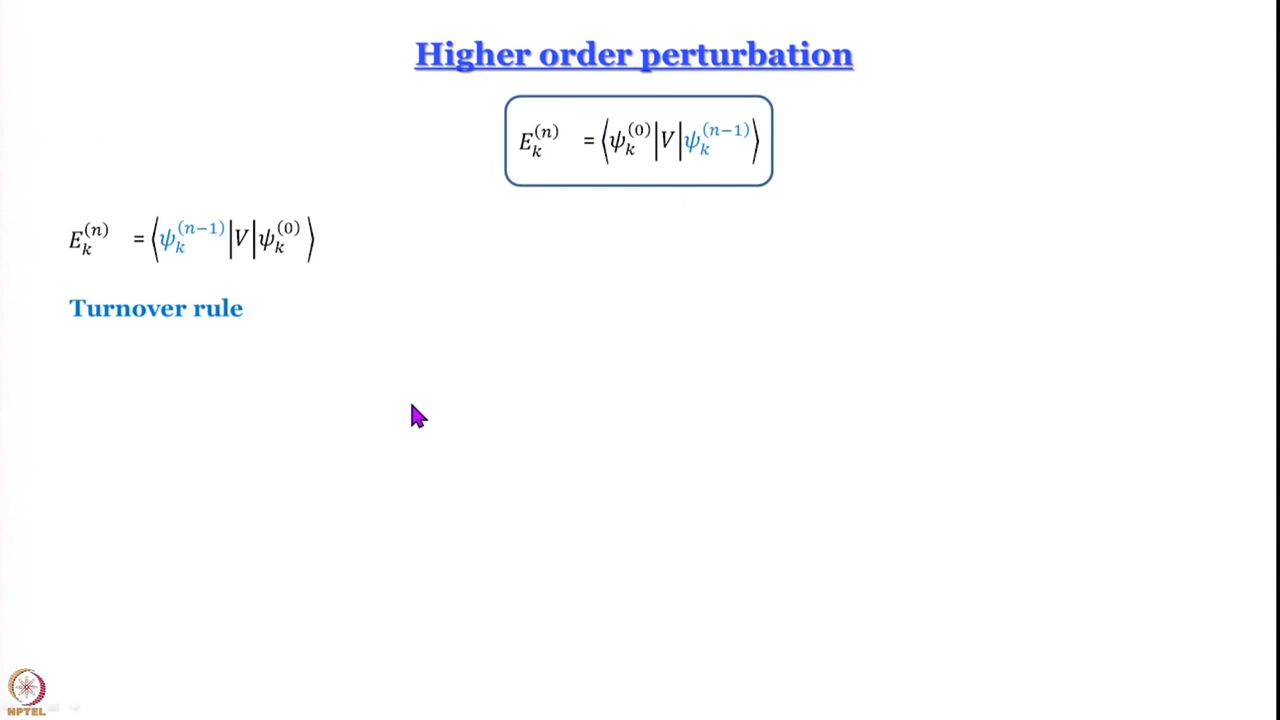 Higher order perturbation
E_k^{(n)} = ⟨ψ_k^{(0)}|V|ψ_k^{(n−1)}⟩
E_k^{(n)} = ⟨ψ_k^{(n−1)}|V|ψ_k^{(0)}⟩
Turnover rule
NPTEL